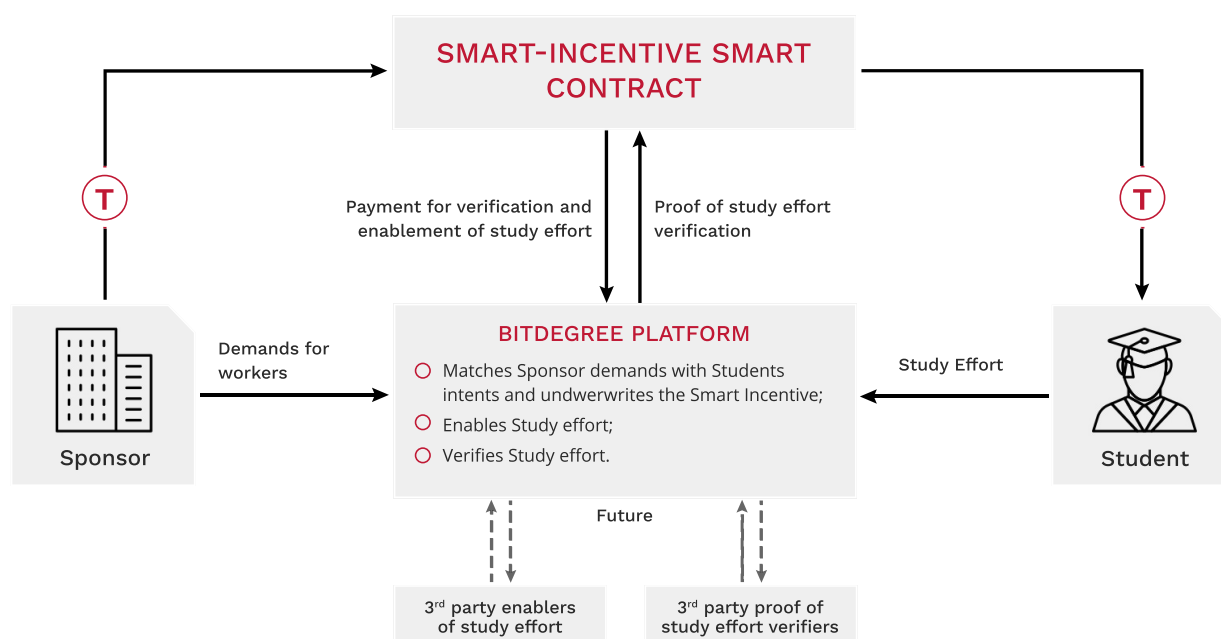 SMART-INCENTIVE SMART
CONTRACT
T
T
Payment for verification and
enablement of study effort
Proof of study effort
verification
Sponsor
Demands for
workers
BITDEGREE PLATFORM
Matches Sponsor demands with Students
intents and undwerwrites the Smart Incentive;
Enables Study effort;
Verifies Study effort.
Study Effort
Student
Future
3rd party enablers
of study effort
3rd party proof of
study effort verifiers